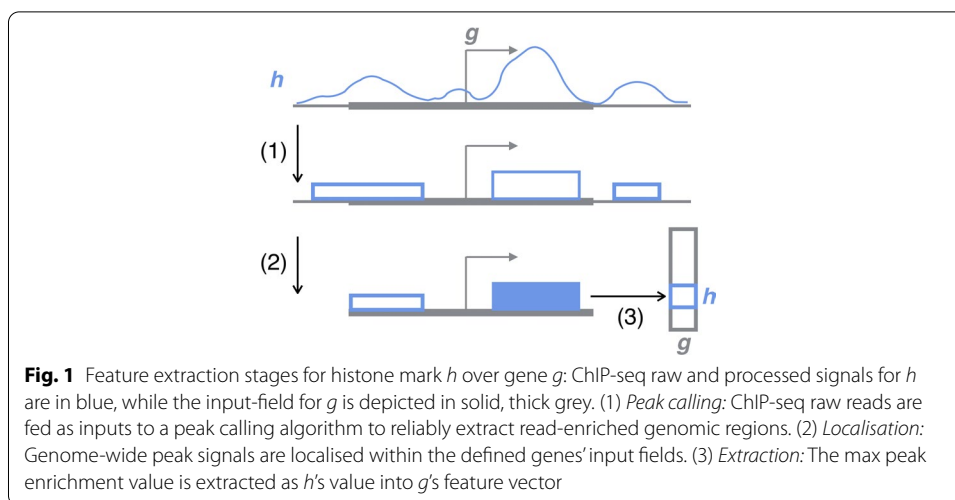 g
h
(1)
(2)
(3)
h
g
Fig. 1 Feature extraction stages for histone mark h over gene g: ChIP-seq raw and processed signals for h
are in blue, while the input-field for g is depicted in solid, thick grey. (1) Peak calling: ChIP-seq raw reads are
fed as inputs to a peak calling algorithm to reliably extract read-enriched genomic regions. (2) Localisation:
Genome-wide peak signals are localised within the defined genes' input fields. (3) Extraction: The max peak
enrichment value is extracted as h's value into g's feature vector